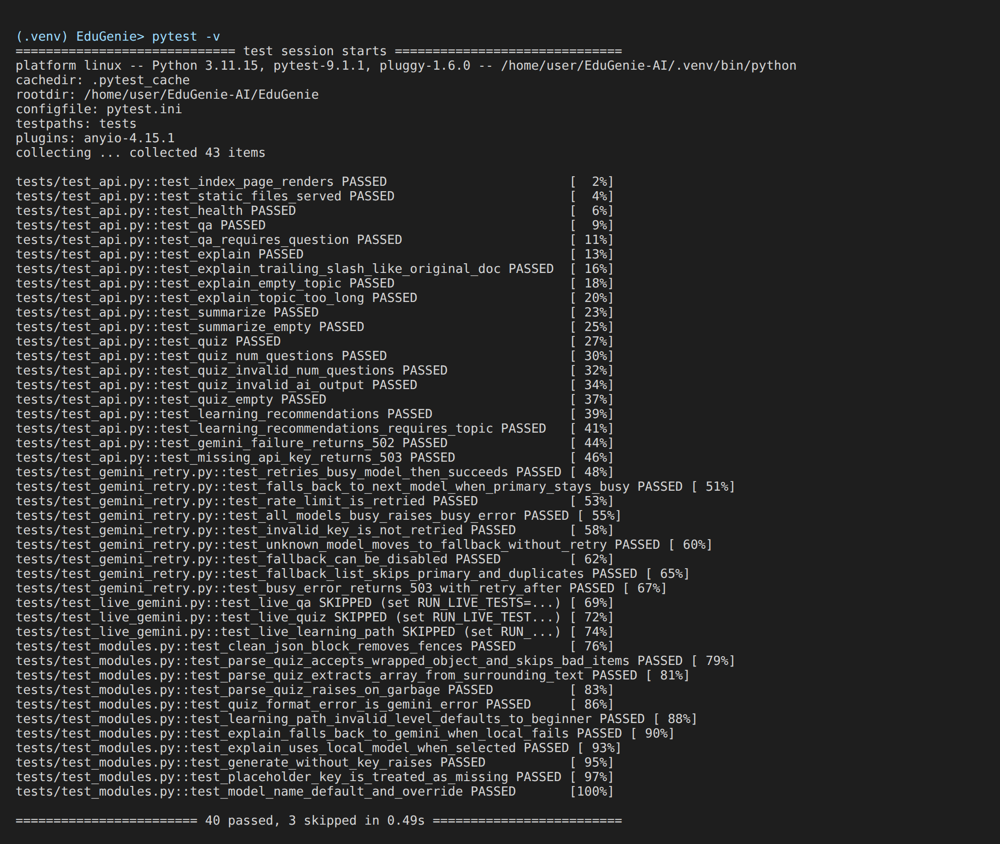 (.venv) EduGenie> pytest -v
============================= test session starts ==============================
platform linux -- Python 3.11.15, pytest-9.1.1, pluggy-1.6.0 -- /home/user/EduGenie-AI/.venv/bin/python
cachedir: .pytest_cache
rootdir: /home/user/EduGenie-AI/EduGenie
configfile: pytest.ini
testpaths: tests
plugins: anyio-4.15.1
collecting ... collected 43 items

tests/test_api.py::test_index_page_renders PASSED                        [  2%]
tests/test_api.py::test_static_files_served PASSED                       [  4%]
tests/test_api.py::test_health PASSED                                    [  6%]
tests/test_api.py::test_qa PASSED                                        [  9%]
tests/test_api.py::test_qa_requires_question PASSED                      [ 11%]
tests/test_api.py::test_explain PASSED                                   [ 13%]
tests/test_api.py::test_explain_trailing_slash_like_original_doc PASSED  [ 16%]
tests/test_api.py::test_explain_empty_topic PASSED                       [ 18%]
tests/test_api.py::test_explain_topic_too_long PASSED                    [ 20%]
tests/test_api.py::test_summarize PASSED                                 [ 23%]
tests/test_api.py::test_summarize_empty PASSED                           [ 25%]
tests/test_api.py::test_quiz PASSED                                      [ 27%]
tests/test_api.py::test_quiz_num_questions PASSED                        [ 30%]
tests/test_api.py::test_quiz_invalid_num_questions PASSED                [ 32%]
tests/test_api.py::test_quiz_invalid_ai_output PASSED                    [ 34%]
tests/test_api.py::test_quiz_empty PASSED                                [ 37%]
tests/test_api.py::test_learning_recommendations PASSED                  [ 39%]
tests/test_api.py::test_learning_recommendations_requires_topic PASSED   [ 41%]
tests/test_api.py::test_gemini_failure_returns_502 PASSED                [ 44%]
tests/test_api.py::test_missing_api_key_returns_503 PASSED               [ 46%]
tests/test_gemini_retry.py::test_retries_busy_model_then_succeeds PASSED [ 48%]
tests/test_gemini_retry.py::test_falls_back_to_next_model_when_primary_stays_busy PASSED [ 51%]
tests/test_gemini_retry.py::test_rate_limit_is_retried PASSED            [ 53%]
tests/test_gemini_retry.py::test_all_models_busy_raises_busy_error PASSED [ 55%]
tests/test_gemini_retry.py::test_invalid_key_is_not_retried PASSED       [ 58%]
tests/test_gemini_retry.py::test_unknown_model_moves_to_fallback_without_retry PASSED [ 60%]
tests/test_gemini_retry.py::test_fallback_can_be_disabled PASSED         [ 62%]
tests/test_gemini_retry.py::test_fallback_list_skips_primary_and_duplicates PASSED [ 65%]
tests/test_gemini_retry.py::test_busy_error_returns_503_with_retry_after PASSED [ 67%]
tests/test_live_gemini.py::test_live_qa SKIPPED (set RUN_LIVE_TESTS=...) [ 69%]
tests/test_live_gemini.py::test_live_quiz SKIPPED (set RUN_LIVE_TEST...) [ 72%]
tests/test_live_gemini.py::test_live_learning_path SKIPPED (set RUN_...) [ 74%]
tests/test_modules.py::test_clean_json_block_removes_fences PASSED       [ 76%]
tests/test_modules.py::test_parse_quiz_accepts_wrapped_object_and_skips_bad_items PASSED [ 79%]
tests/test_modules.py::test_parse_quiz_extracts_array_from_surrounding_text PASSED [ 81%]
tests/test_modules.py::test_parse_quiz_raises_on_garbage PASSED          [ 83%]
tests/test_modules.py::test_quiz_format_error_is_gemini_error PASSED     [ 86%]
tests/test_modules.py::test_learning_path_invalid_level_defaults_to_beginner PASSED [ 88%]
tests/test_modules.py::test_explain_falls_back_to_gemini_when_local_fails PASSED [ 90%]
tests/test_modules.py::test_explain_uses_local_model_when_selected PASSED [ 93%]
tests/test_modules.py::test_generate_without_key_raises PASSED           [ 95%]
tests/test_modules.py::test_placeholder_key_is_treated_as_missing PASSED [ 97%]
tests/test_modules.py::test_model_name_default_and_override PASSED       [100%]

======================== 40 passed, 3 skipped in 0.49s =========================